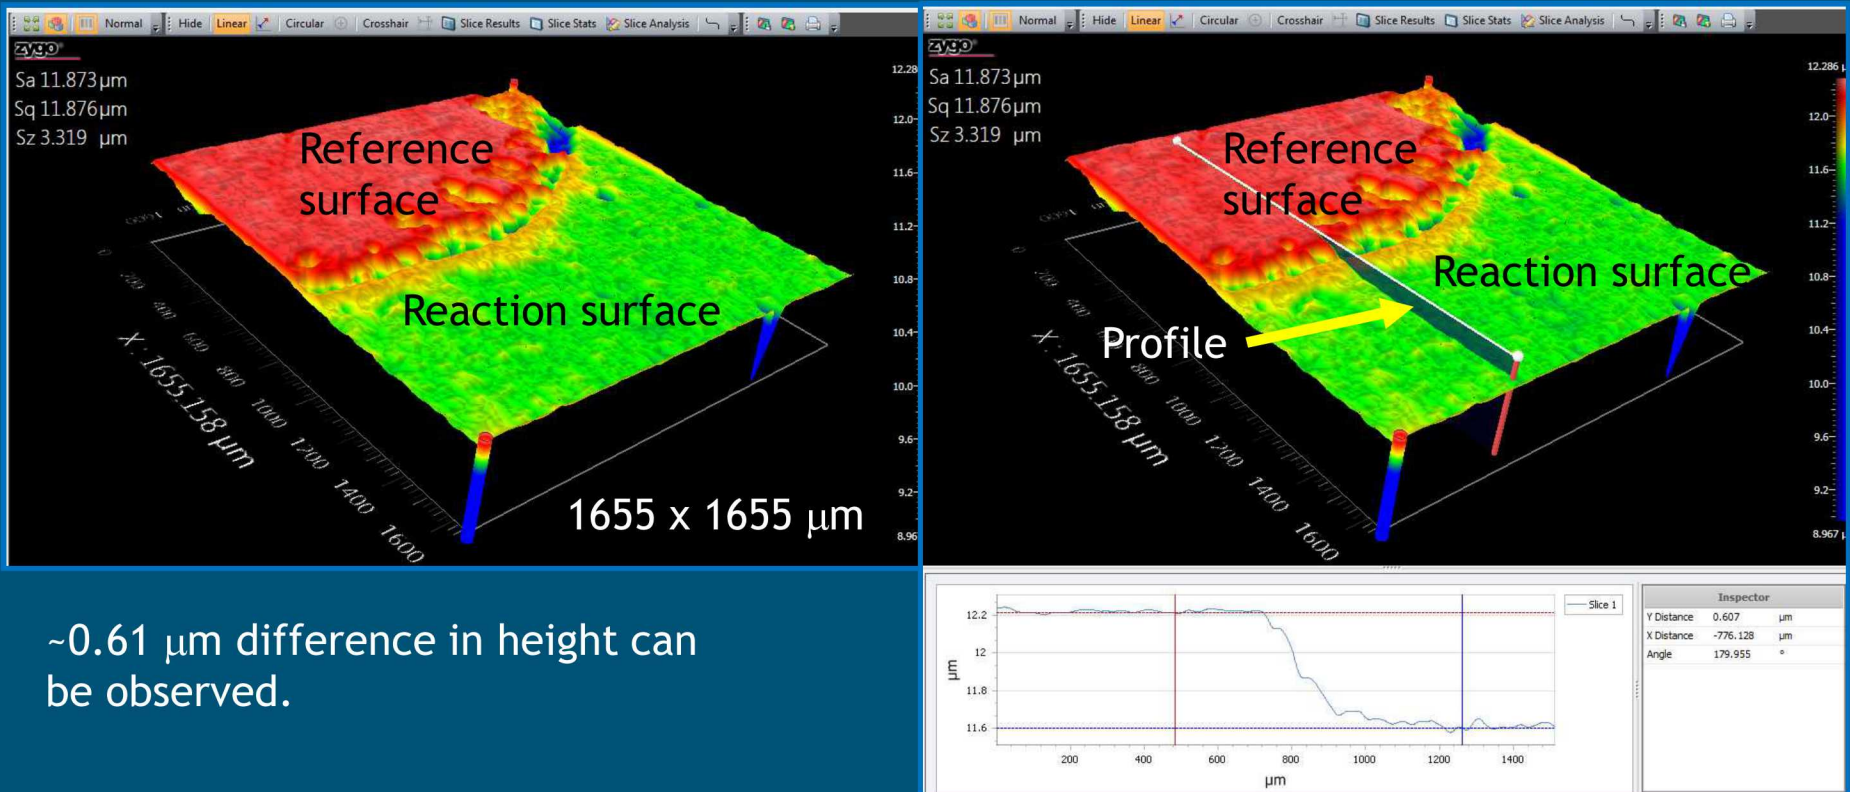 Normal Hide Linear Circular Crosshair Slice Results Slice Stats Slice Analysis
zygo
Sa 11.873 µm
Sq 11.876 µm
Sz 3.319 µm
Reference
surface
Reaction surface
200
400
600
800
1000
1200
1400
1600
X: 1655.158 µm
1655 x 1655 µm
12.28
12.0
11.6
11.2
10.8
10.4
10.0
9.6
9.2
8.96
~0.61 µm difference in height can
be observed.
Normal Hide Linear Circular Crosshair Slice Results Slice Stats Slice Analysis
zygo
Sa 11.873 µm
Sq 11.876 µm
Sz 3.319 µm
Reference
surface
Reaction surface
Profile
200
400
800
1000
1200
1400
1600
X: 1655.158 µm
12.286 µ
12.0
11.6
11.2
10.8
10.4
10.0
9.6
9.2
8.967 µ
12.2
12
11.8
11.6
µm
200 400 600 800 1000 1200 1400
µm
Slice 1
Inspector
Y Distance 0.607 µm
X Distance -776.128 µm
Angle 179.955 °